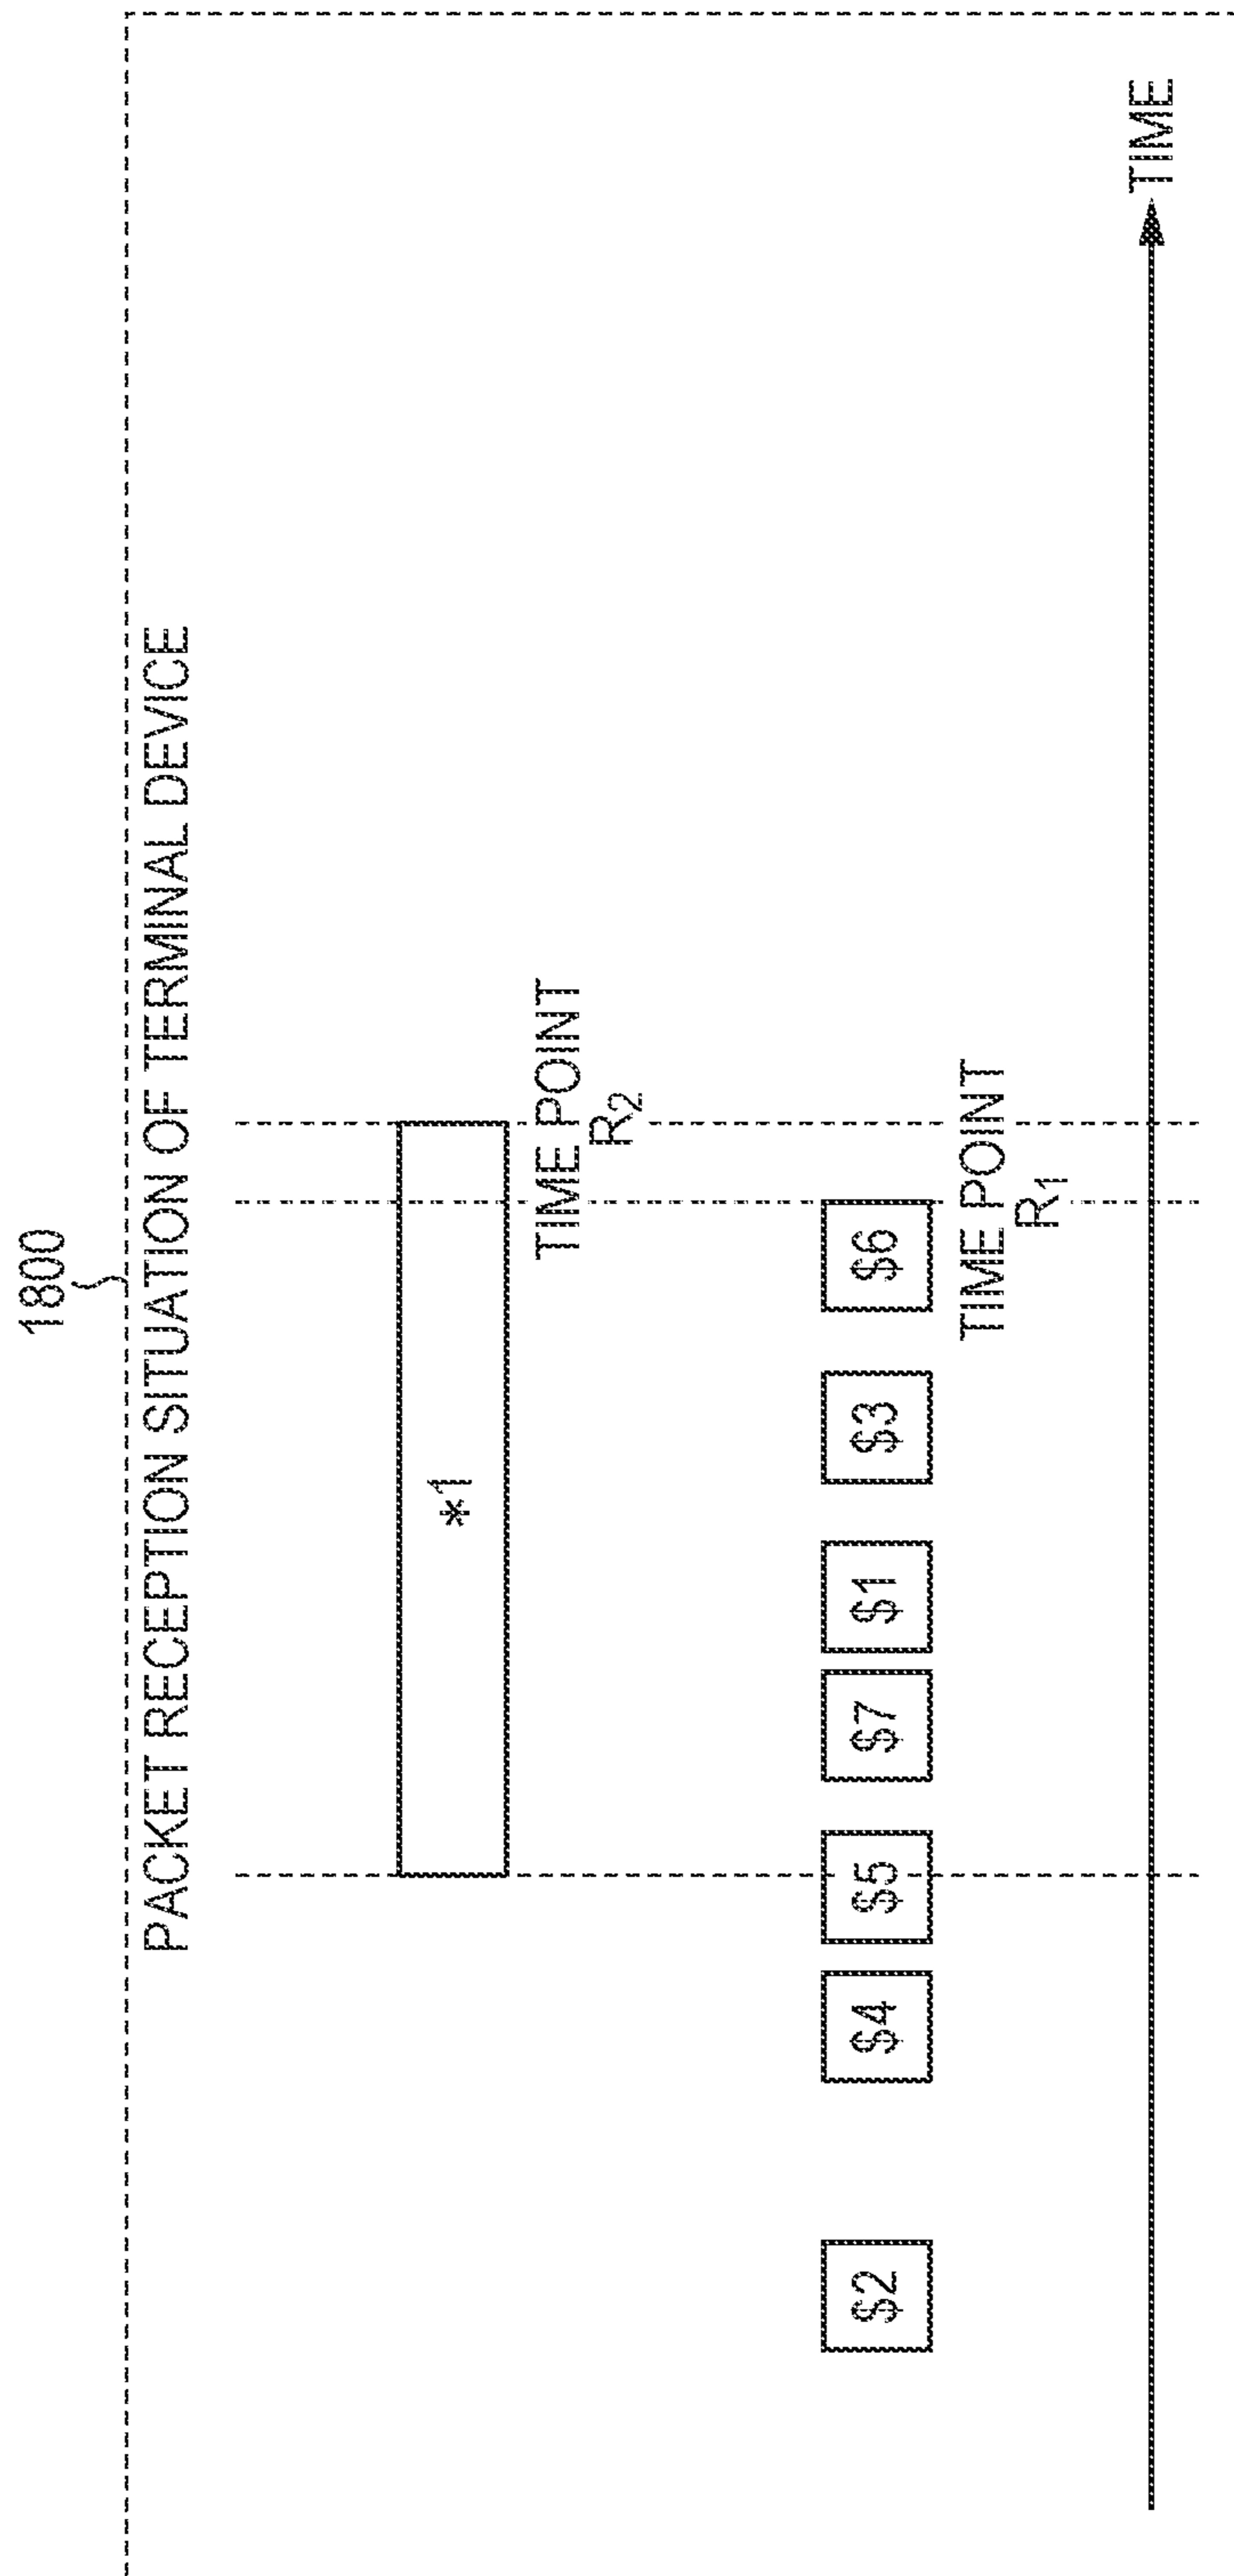 1800
PACKET RECEPTION SITUATION OF TERMINAL DEVICE
*1
TIME POINT
R2
$2 $4 $5 $7 $1 $3 $6
TIME POINT
R1
TIME